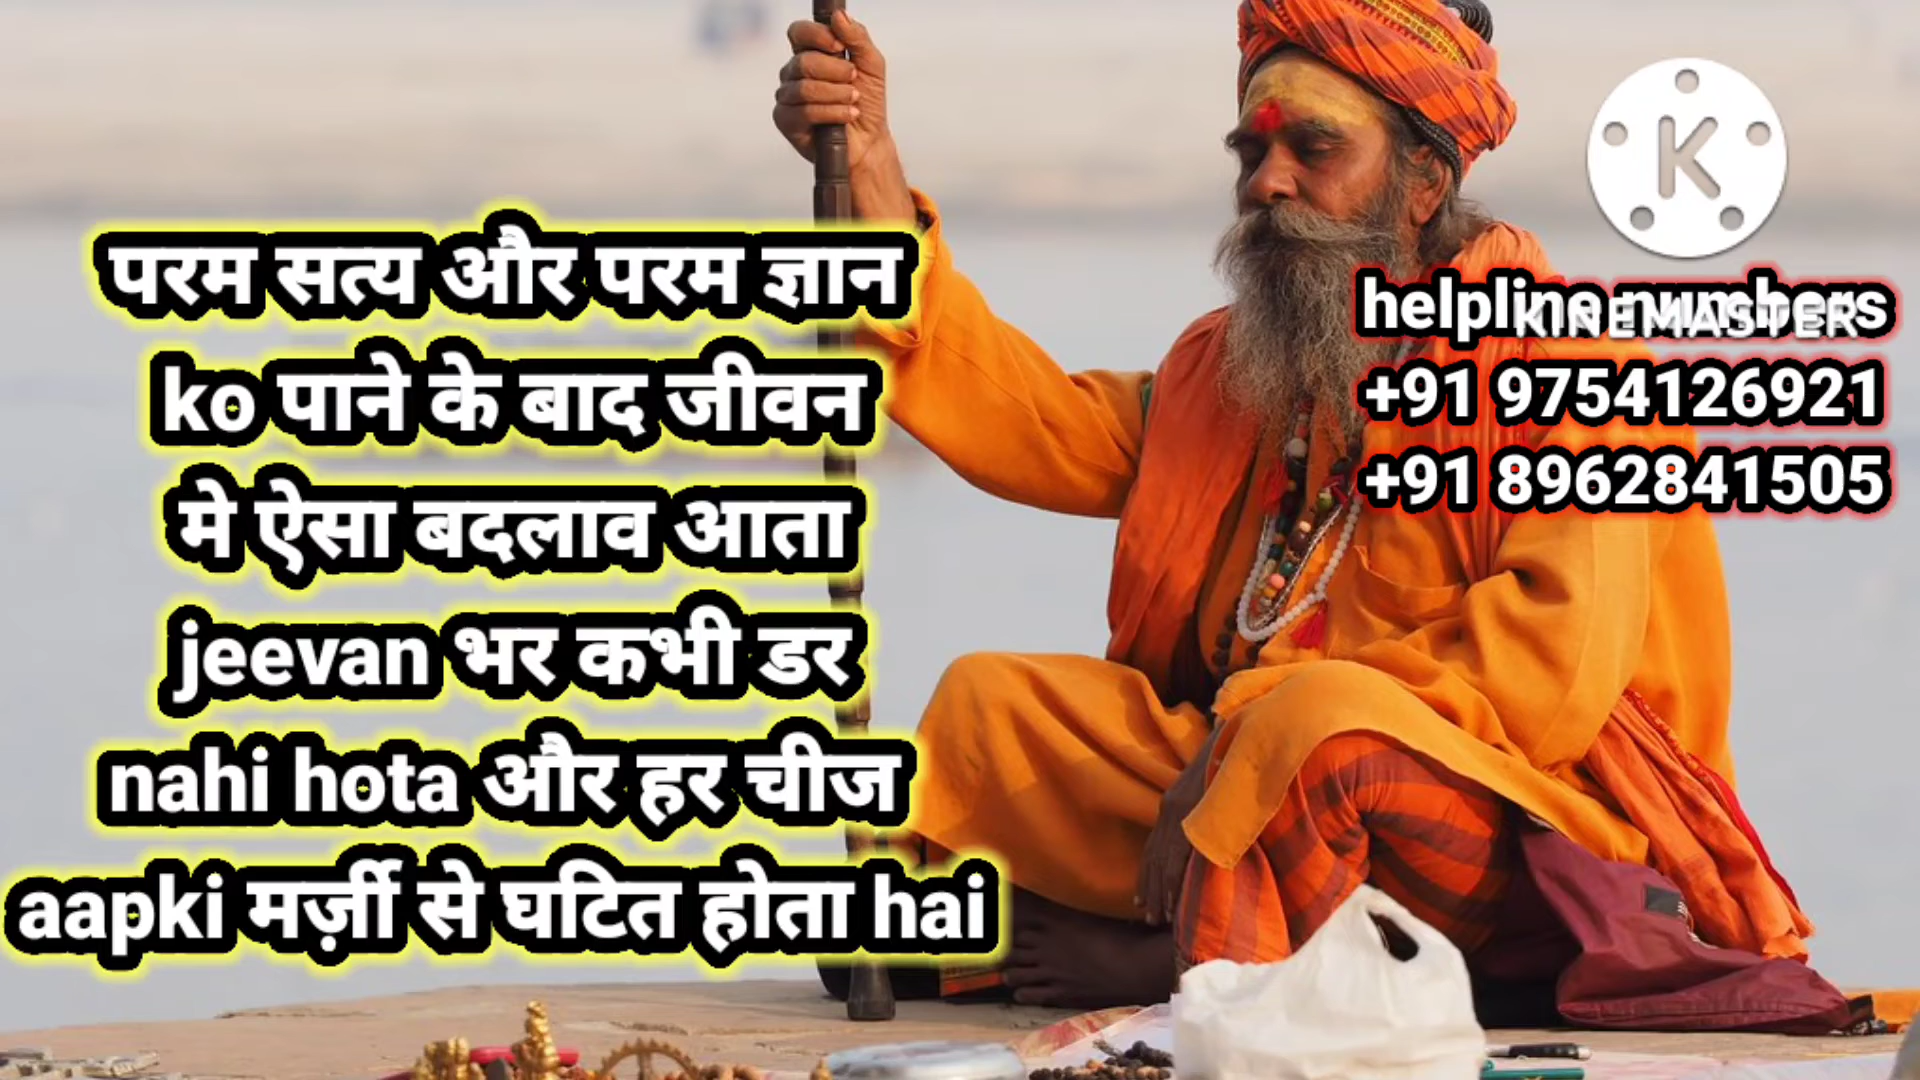 परम सत्य और परम ज्ञान
ko पाने के बाद जीवन
मे ऐसा बदलाव आता
jeevan भर कभी डर
nahi hota और हर चीज
aapki मर्ज़ी से घटित होता hai
K
helpline numbers
KINEMASTER
+91 9754126921
+91 8962841505